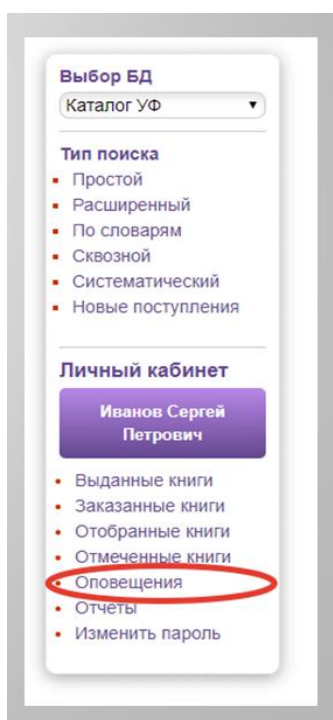 Выбор БД
Каталог УФ
Тип поиска
Простой
Расширенный
По словарям
Сквозной
Систематический
Новые поступления
Личный кабинет
Иванов Сергей
Петрович
Выданные книги
Заказанные книги
Отобранные книги
Отмеченные книги
Оповещения
Отчеты
Изменить пароль